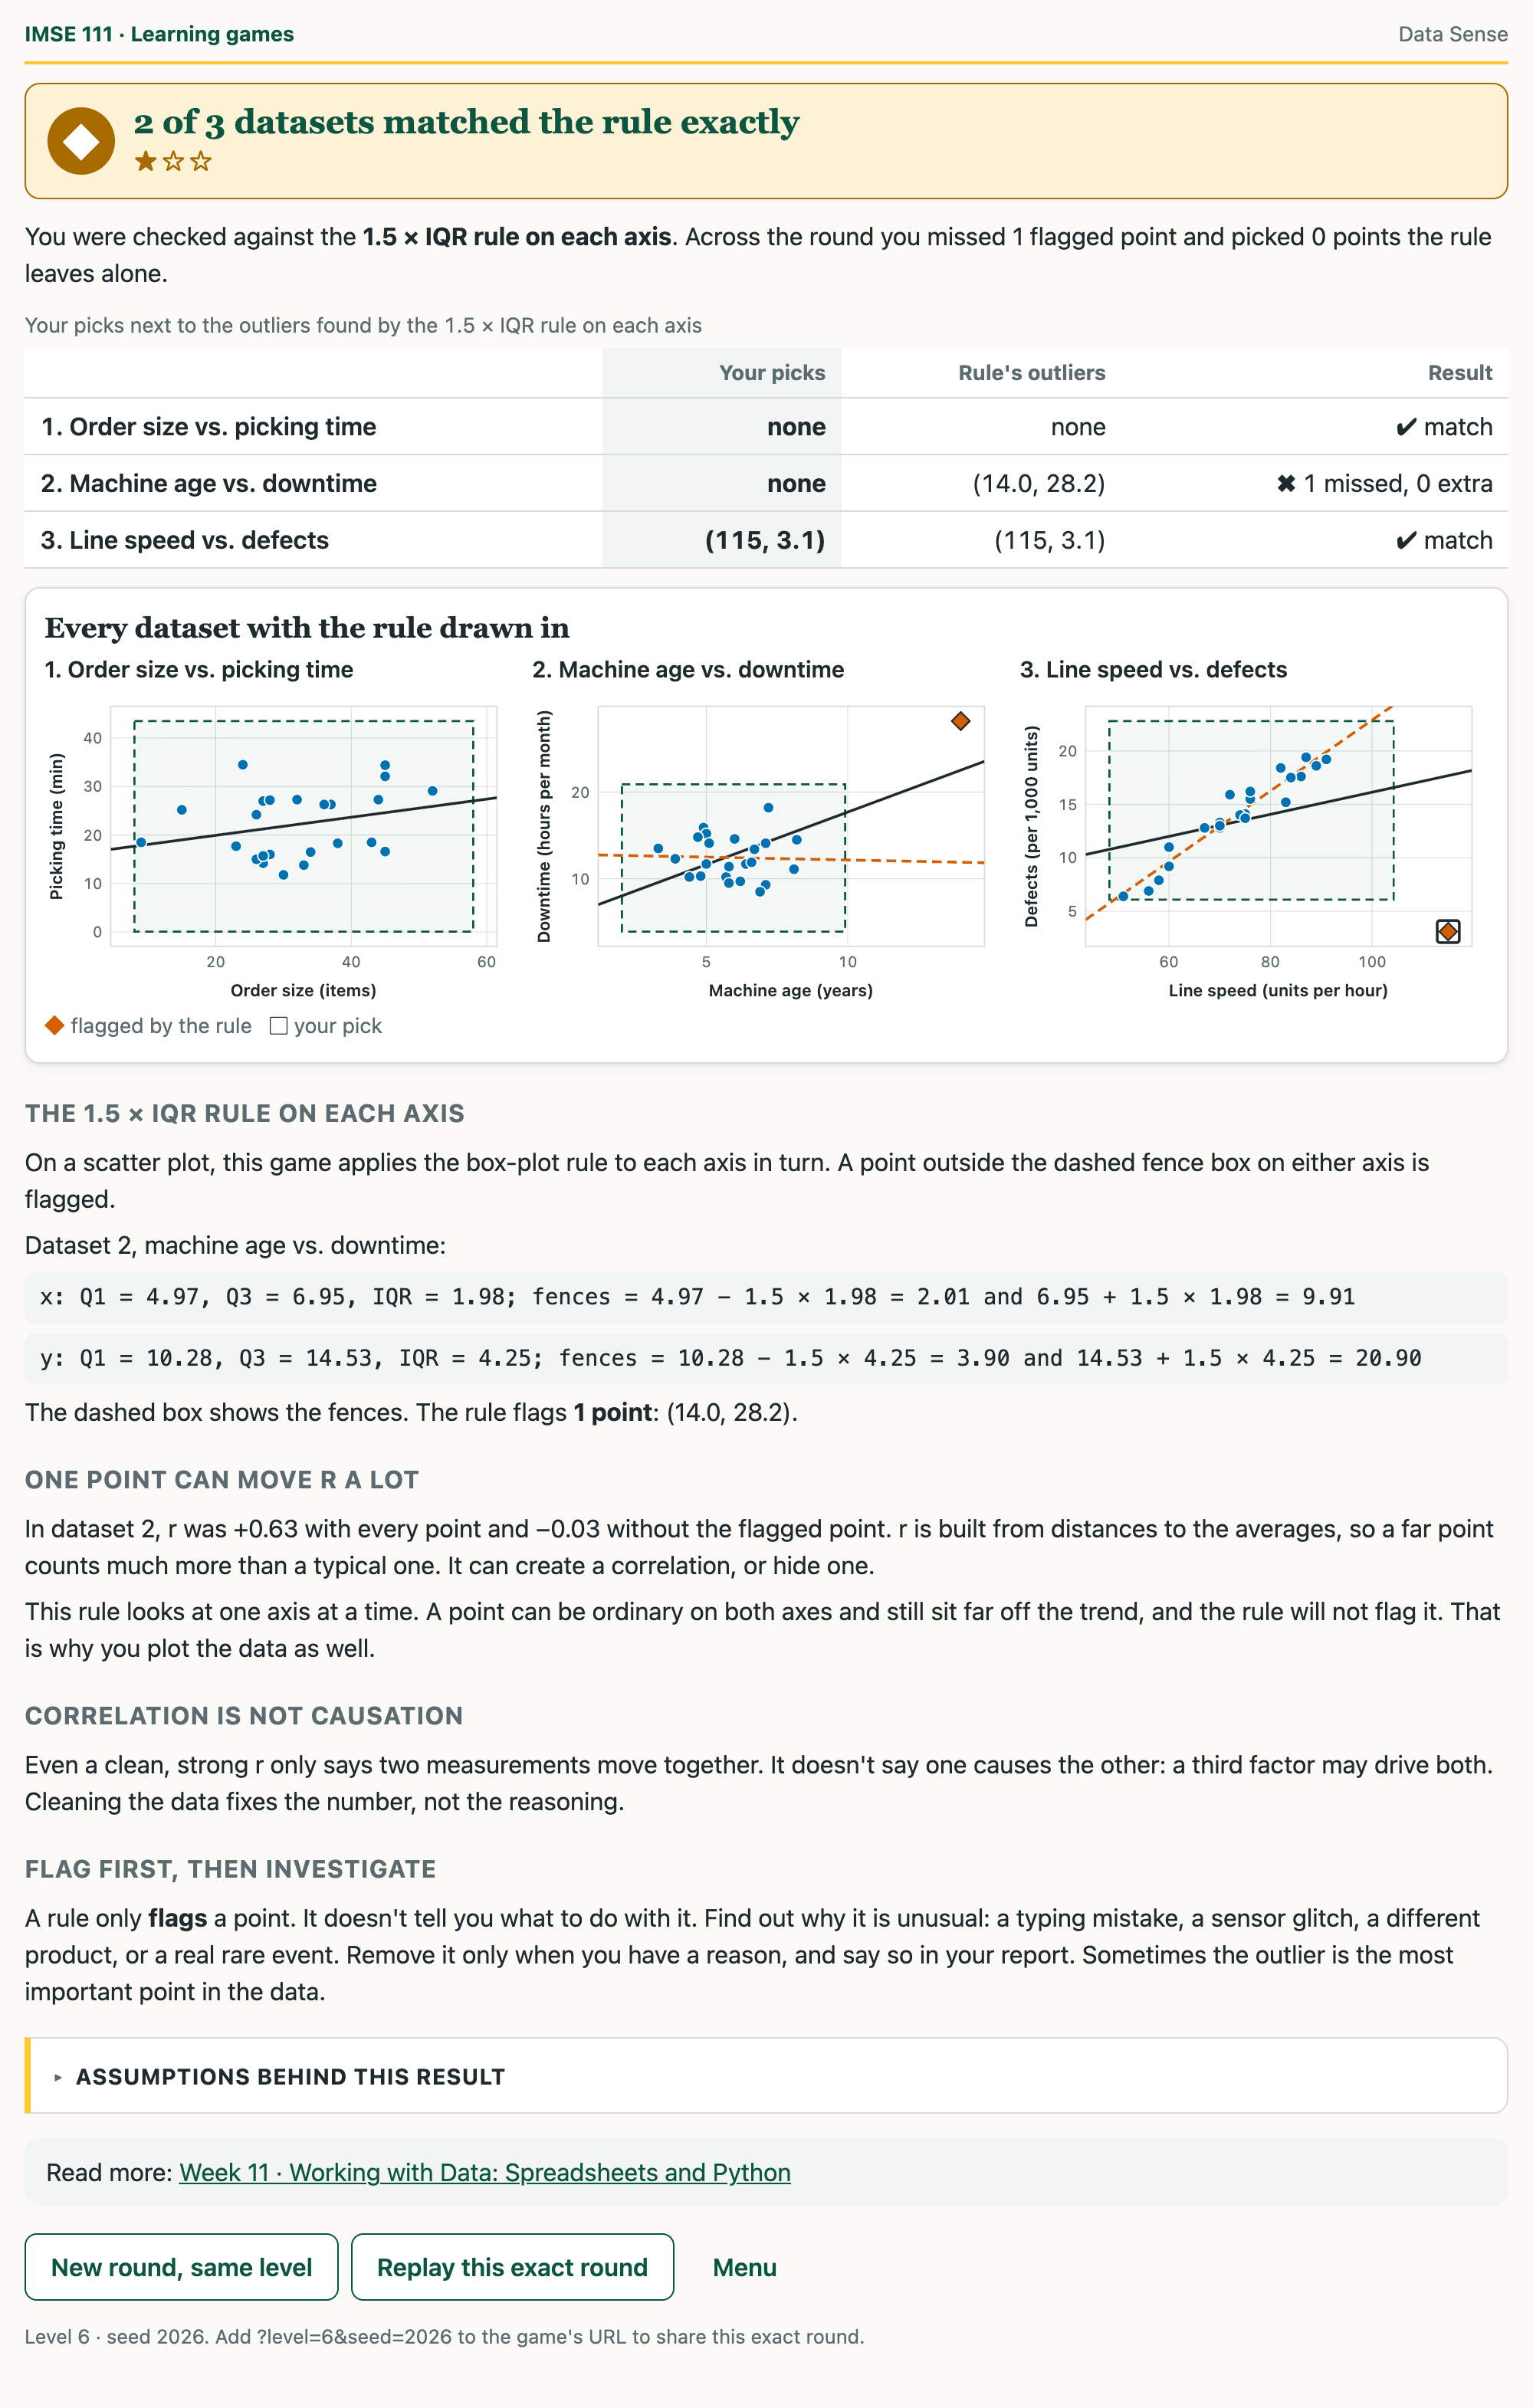 IMSE 111 · Learning games
Data Sense
2 of 3 datasets matched the rule exactly
You were checked against the 1.5 × IQR rule on each axis. Across the round you missed 1 flagged point and picked 0 points the rule
leaves alone.
Your picks next to the outliers found by the 1.5 × IQR rule on each axis
Your picks Rule's outliers Result
1. Order size vs. picking time none none ✔ match
2. Machine age vs. downtime none (14.0, 28.2) ✖ 1 missed, 0 extra
3. Line speed vs. defects (115, 3.1) (115, 3.1) ✔ match
Every dataset with the rule drawn in
1. Order size vs. picking time
Picking time (min)
40
30
20
10
0
20 40 60
Order size (items)
2. Machine age vs. downtime
Downtime (hours per month)
20
10
5 10
Machine age (years)
3. Line speed vs. defects
Defects (per 1,000 units)
20
15
10
5
60 80 100
Line speed (units per hour)
flagged by the rule your pick
THE 1.5 × IQR RULE ON EACH AXIS
On a scatter plot, this game applies the box-plot rule to each axis in turn. A point outside the dashed fence box on either axis is
flagged.
Dataset 2, machine age vs. downtime:
x: Q1 = 4.97, Q3 = 6.95, IQR = 1.98; fences = 4.97 − 1.5 × 1.98 = 2.01 and 6.95 + 1.5 × 1.98 = 9.91
y: Q1 = 10.28, Q3 = 14.53, IQR = 4.25; fences = 10.28 − 1.5 × 4.25 = 3.90 and 14.53 + 1.5 × 4.25 = 20.90
The dashed box shows the fences. The rule flags 1 point: (14.0, 28.2).
ONE POINT CAN MOVE R A LOT
In dataset 2, r was +0.63 with every point and −0.03 without the flagged point. r is built from distances to the averages, so a far point
counts much more than a typical one. It can create a correlation, or hide one.
This rule looks at one axis at a time. A point can be ordinary on both axes and still sit far off the trend, and the rule will not flag it. That
is why you plot the data as well.
CORRELATION IS NOT CAUSATION
Even a clean, strong r only says two measurements move together. It doesn't say one causes the other: a third factor may drive both.
Cleaning the data fixes the number, not the reasoning.
FLAG FIRST, THEN INVESTIGATE
A rule only flags a point. It doesn't tell you what to do with it. Find out why it is unusual: a typing mistake, a sensor glitch, a different
product, or a real rare event. Remove it only when you have a reason, and say so in your report. Sometimes the outlier is the most
important point in the data.
▸ ASSUMPTIONS BEHIND THIS RESULT
Read more: Week 11 · Working with Data: Spreadsheets and Python
New round, same level
Replay this exact round
Menu
Level 6 · seed 2026. Add ?level=6&seed=2026 to the game's URL to share this exact round.